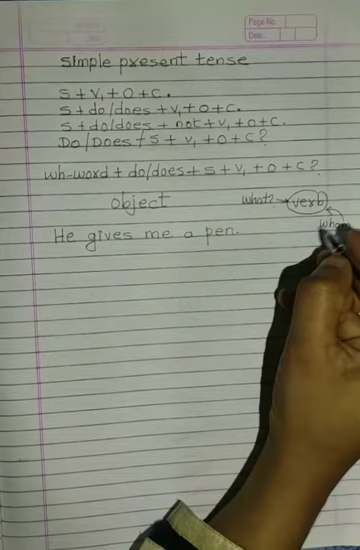 Page No.
Date.
Simple present tense
S + V₁ + O + C.
S + do/does + V₁ + O + C.
S + do/does + not + V₁ + O + C.
Do/Does + S + V₁ + O + C?
wh-word + do/does + S + V₁ + O + C?
Object what? → verb
He gives me a pen.